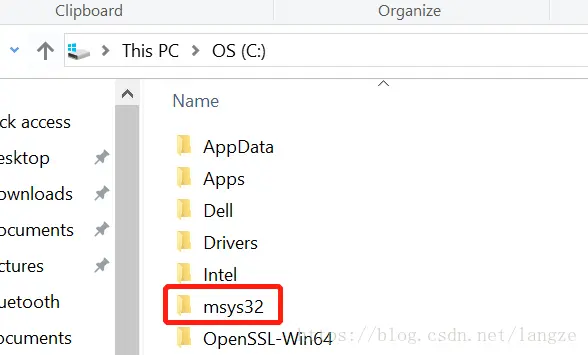 Clipboard
Organize
This PC
OS (C:)
Name
ck access
esktop
ownloads
ocuments
ctures
uetooth
AppData
Apps
Dell
Drivers
Intel
msys32
OpenSSL-Win64
https://blog.csdn.net/langze